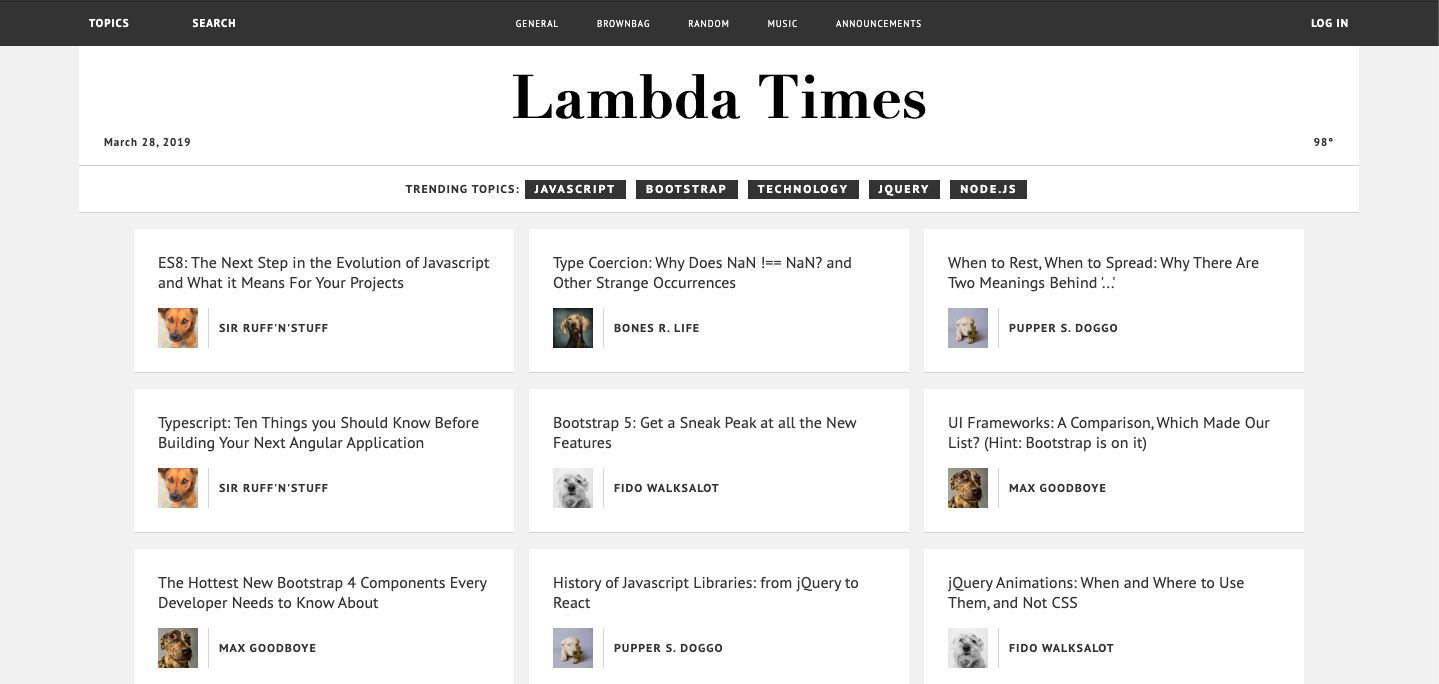 TOPICS SEARCH GENERAL BROWNBAG RANDOM MUSIC ANNOUNCEMENTS LOG IN
Lambda Times
March 28, 2019 98°
TRENDING TOPICS: JAVASCRIPT BOOTSTRAP TECHNOLOGY JQUERY NODE.JS
ES8: The Next Step in the Evolution of Javascript
and What it Means For Your Projects
SIR RUFF'N'STUFF
Type Coercion: Why Does NaN !== NaN? and
Other Strange Occurrences
BONES R. LIFE
When to Rest, When to Spread: Why There Are
Two Meanings Behind '...'
PUPPER S. DOGGO
Typescript: Ten Things you Should Know Before
Building Your Next Angular Application
SIR RUFF'N'STUFF
Bootstrap 5: Get a Sneak Peak at all the New
Features
FIDO WALKSALOT
UI Frameworks: A Comparison, Which Made Our
List? (Hint: Bootstrap is on it)
MAX GOODBOYE
The Hottest New Bootstrap 4 Components Every
Developer Needs to Know About
MAX GOODBOYE
History of Javascript Libraries: from jQuery to
React
PUPPER S. DOGGO
jQuery Animations: When and Where to Use
Them, and Not CSS
FIDO WALKSALOT